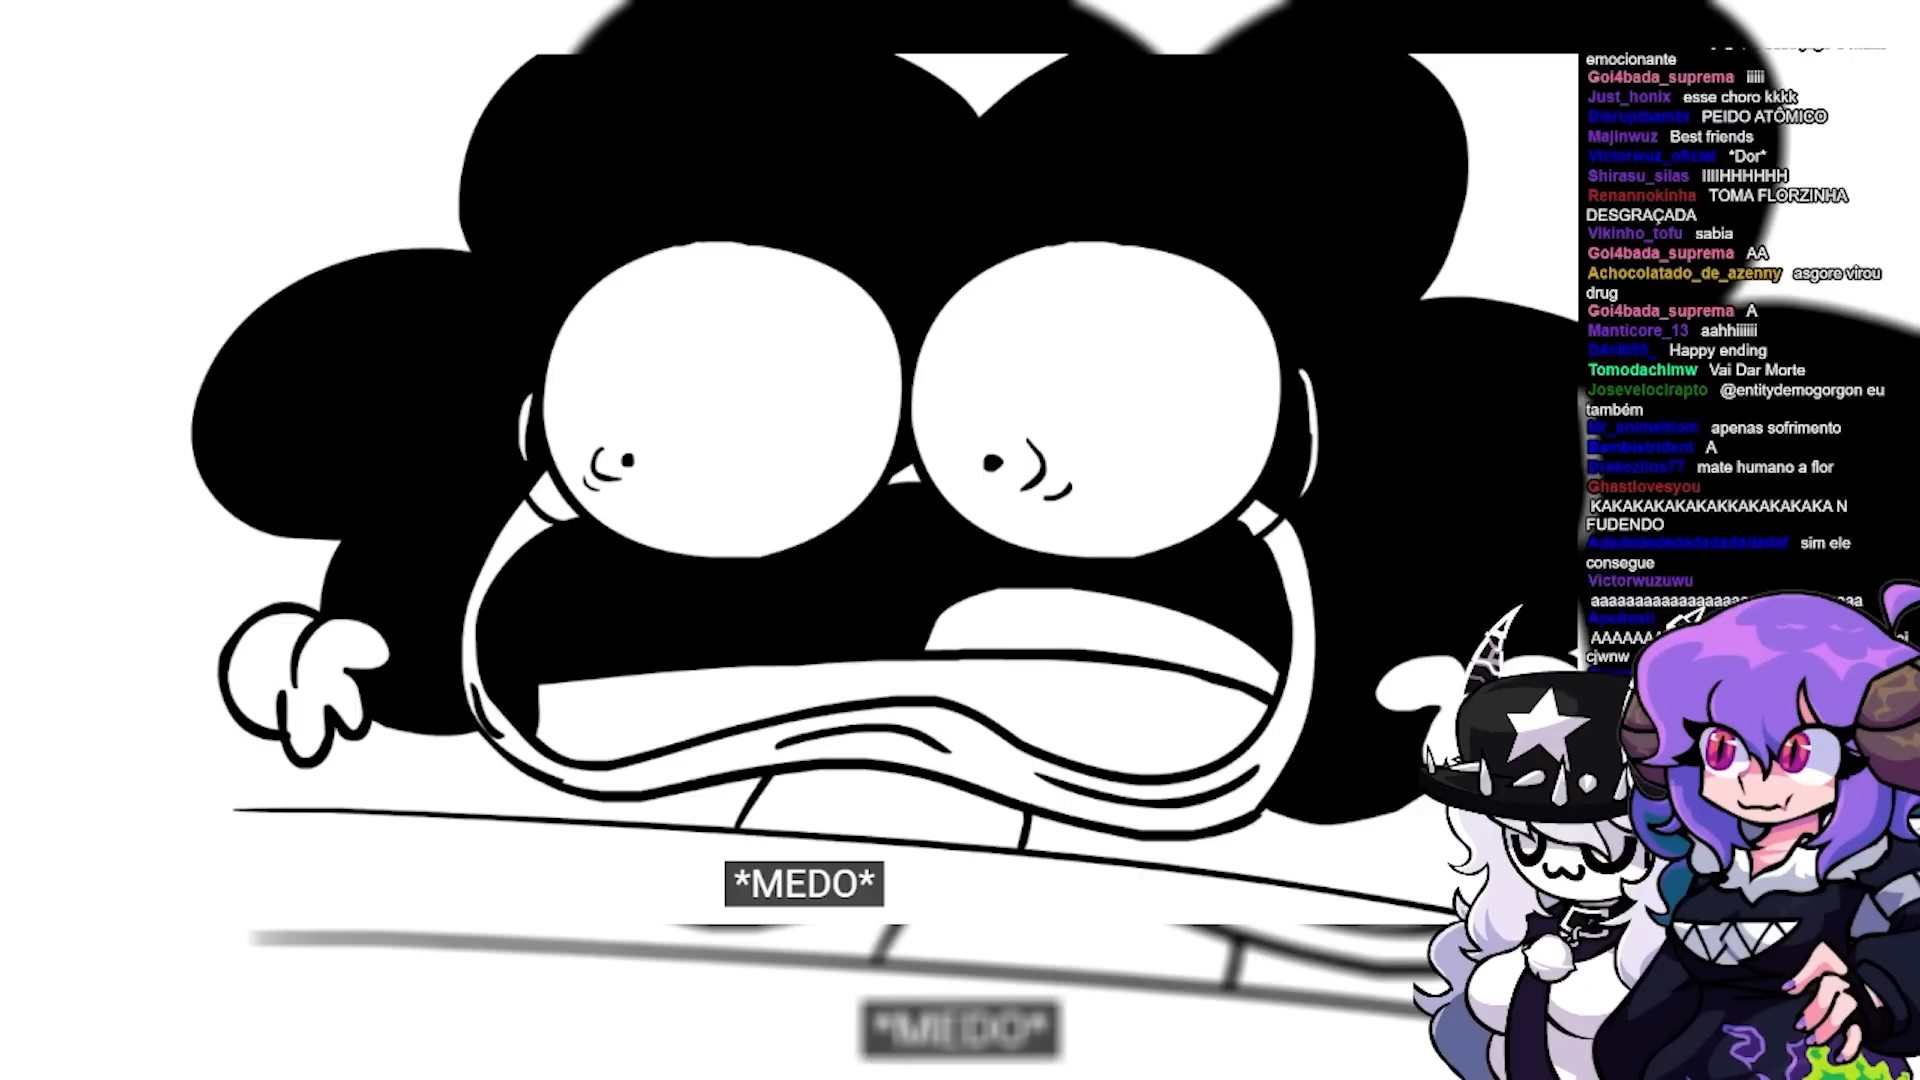 emocionante
Goi4bada_suprema iiiii
Just_honix esse choro kkkk
PEIDO ATÔMICO
Majinwuz Best friends
Victorwuz_oficial *Dor*
Shirasu_silas IIIIHHHHHH
Renannokinha TOMA FLORZINHA
DESGRAÇADA
Vikinho_tofu sabia
Goi4bada_suprema AA
Achocolatado_de_azenny asgore virou
drug
Goi4bada_suprema A
Manticore_13 aahhiiiiii
Happy ending
Tomodachimw Vai Dar Morte
Josevelocirapto @entitydemogorgon eu
também
apenas sofrimento
A
mate humano a flor
Ghastlovesyou
KAKAKAKAKAKAKKAKAKAKAKA N
FUDENDO
sim ele
consegue
Victorwuzuwu
cjwnw
*MEDO*
*MEDO*